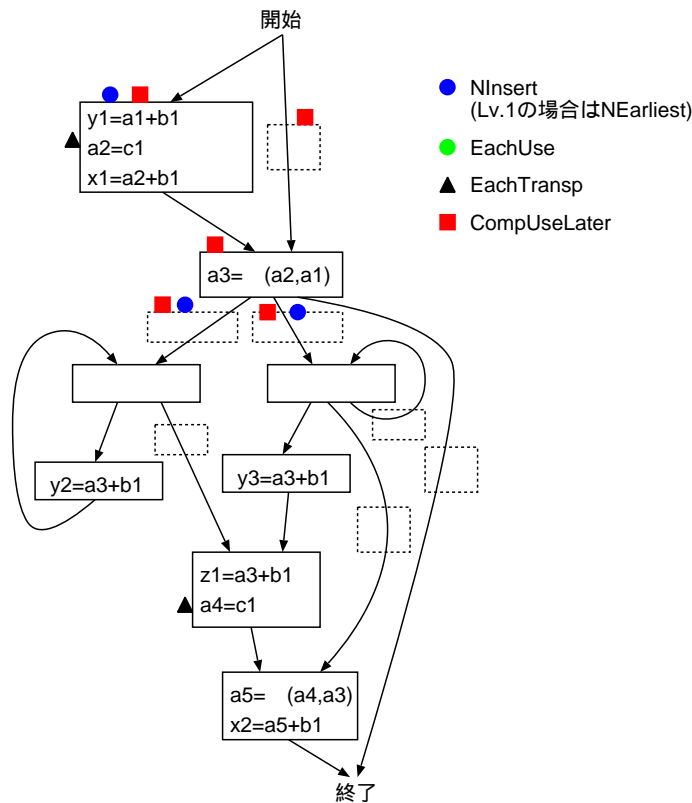 開始
NInsert
(Lv.1の場合はNEarliest)
EachUse
EachTransp
CompUseLater
y1=a1+b1
a2=c1
x1=a2+b1
a3= (a2,a1)
y2=a3+b1
y3=a3+b1
z1=a3+b1
a4=c1
a5= (a4,a3)
x2=a5+b1
終了